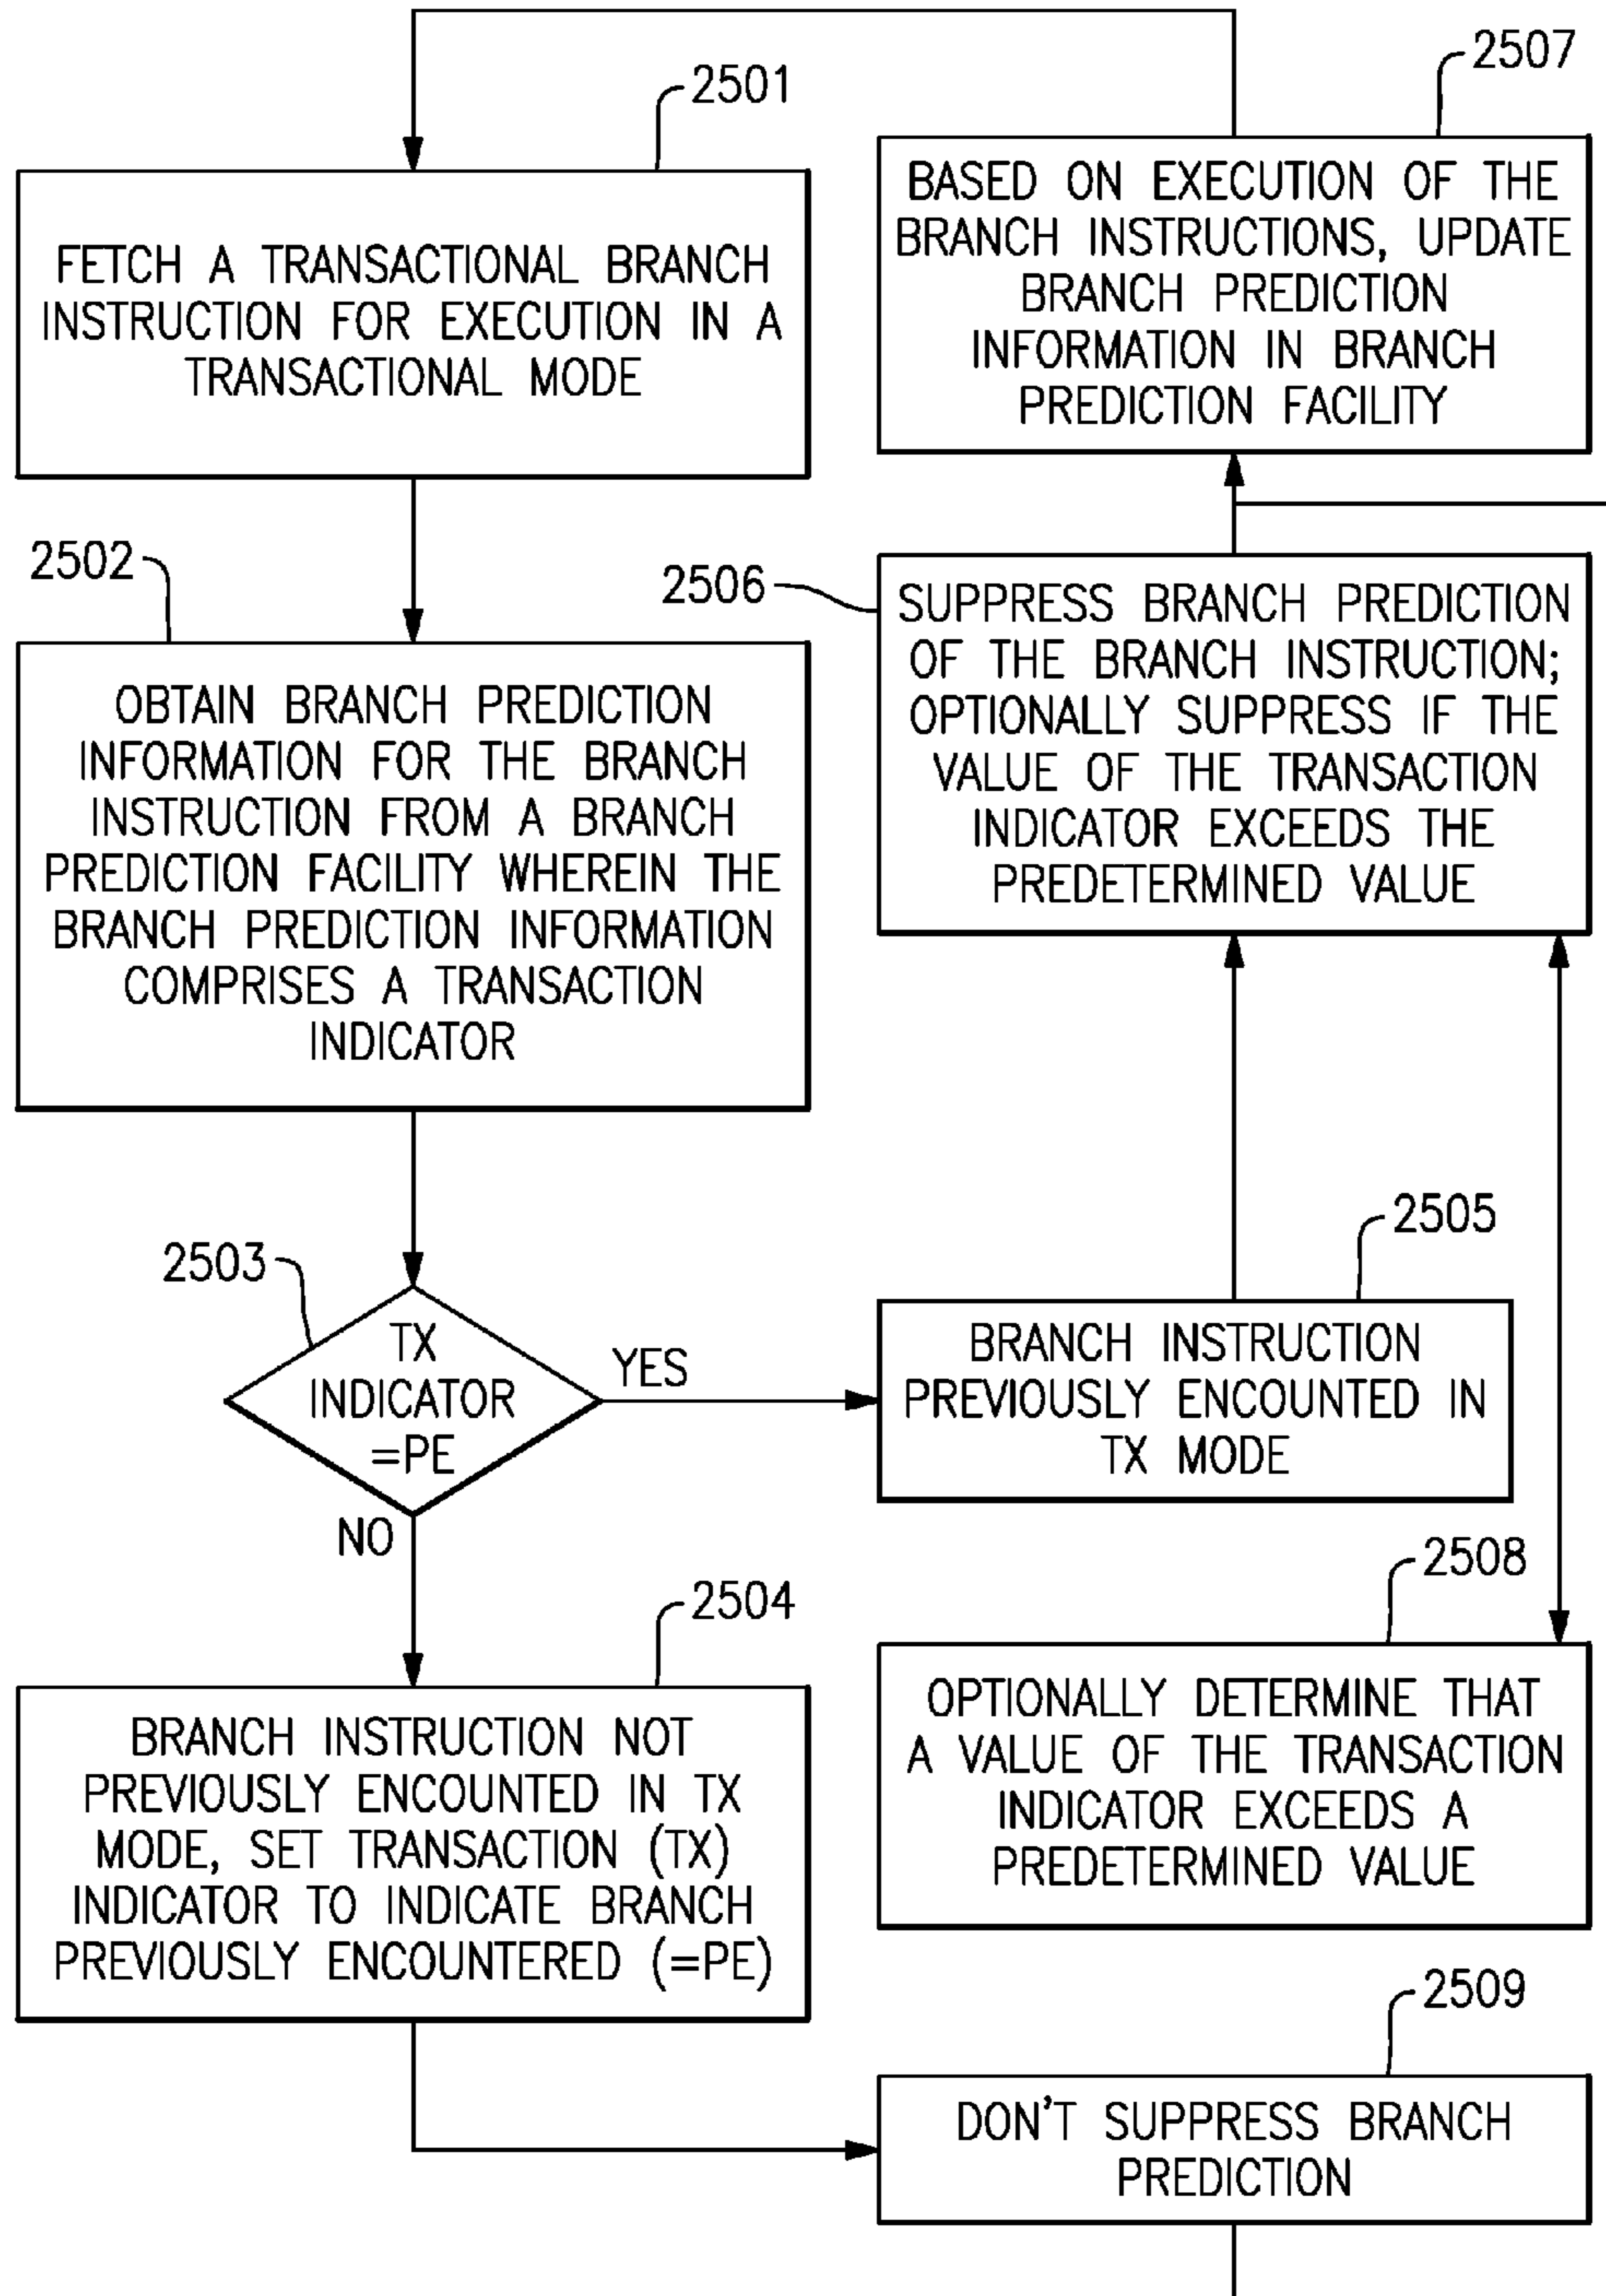 2501
FETCH A TRANSACTIONAL BRANCH
INSTRUCTION FOR EXECUTION IN A
TRANSACTIONAL MODE
2502
OBTAIN BRANCH PREDICTION
INFORMATION FOR THE BRANCH
INSTRUCTION FROM A BRANCH
PREDICTION FACILITY WHEREIN THE
BRANCH PREDICTION INFORMATION
COMPRISES A TRANSACTION
INDICATOR
2503
TX
INDICATOR
=PE
YES
NO
2504
BRANCH INSTRUCTION NOT
PREVIOUSLY ENCOUNTED IN TX
MODE, SET TRANSACTION (TX)
INDICATOR TO INDICATE BRANCH
PREVIOUSLY ENCOUNTERED (=PE)
2505
BRANCH INSTRUCTION
PREVIOUSLY ENCOUNTED IN
TX MODE
2506
SUPPRESS BRANCH PREDICTION
OF THE BRANCH INSTRUCTION;
OPTIONALLY SUPPRESS IF THE
VALUE OF THE TRANSACTION
INDICATOR EXCEEDS THE
PREDETERMINED VALUE
2507
BASED ON EXECUTION OF THE
BRANCH INSTRUCTIONS, UPDATE
BRANCH PREDICTION
INFORMATION IN BRANCH
PREDICTION FACILITY
2508
OPTIONALLY DETERMINE THAT
A VALUE OF THE TRANSACTION
INDICATOR EXCEEDS A
PREDETERMINED VALUE
2509
DON'T SUPPRESS BRANCH
PREDICTION